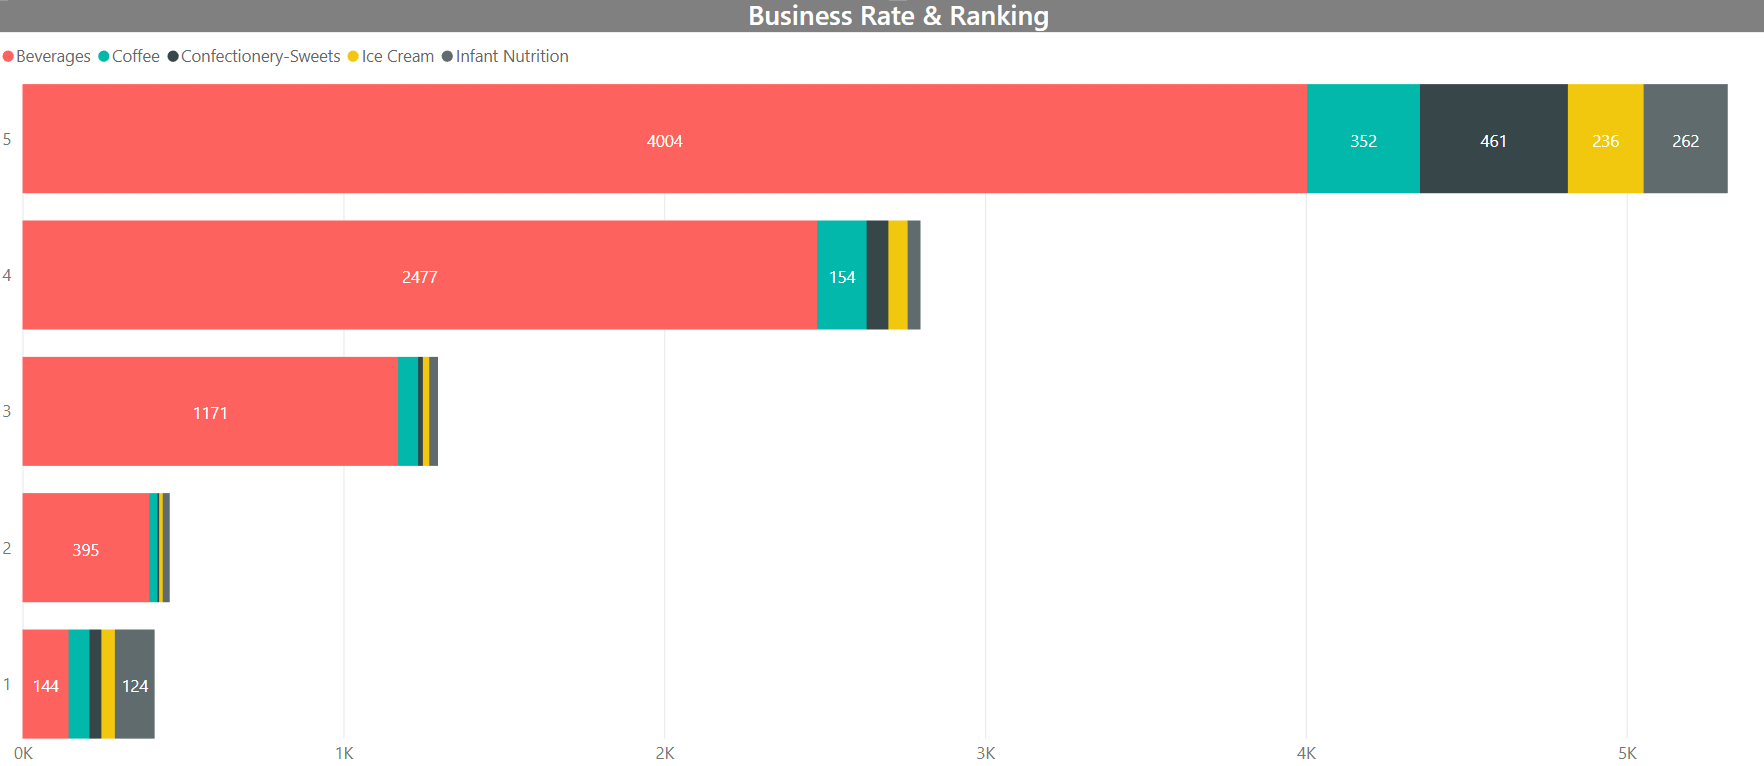 Business Rate & Ranking
Beverages Coffee Confectionery-Sweets Ice Cream Infant Nutrition
5 4004 352 461 236 262
4 2477 154
3 1171
2 395
1 144 124
0K 1K 2K 3K 4K 5K